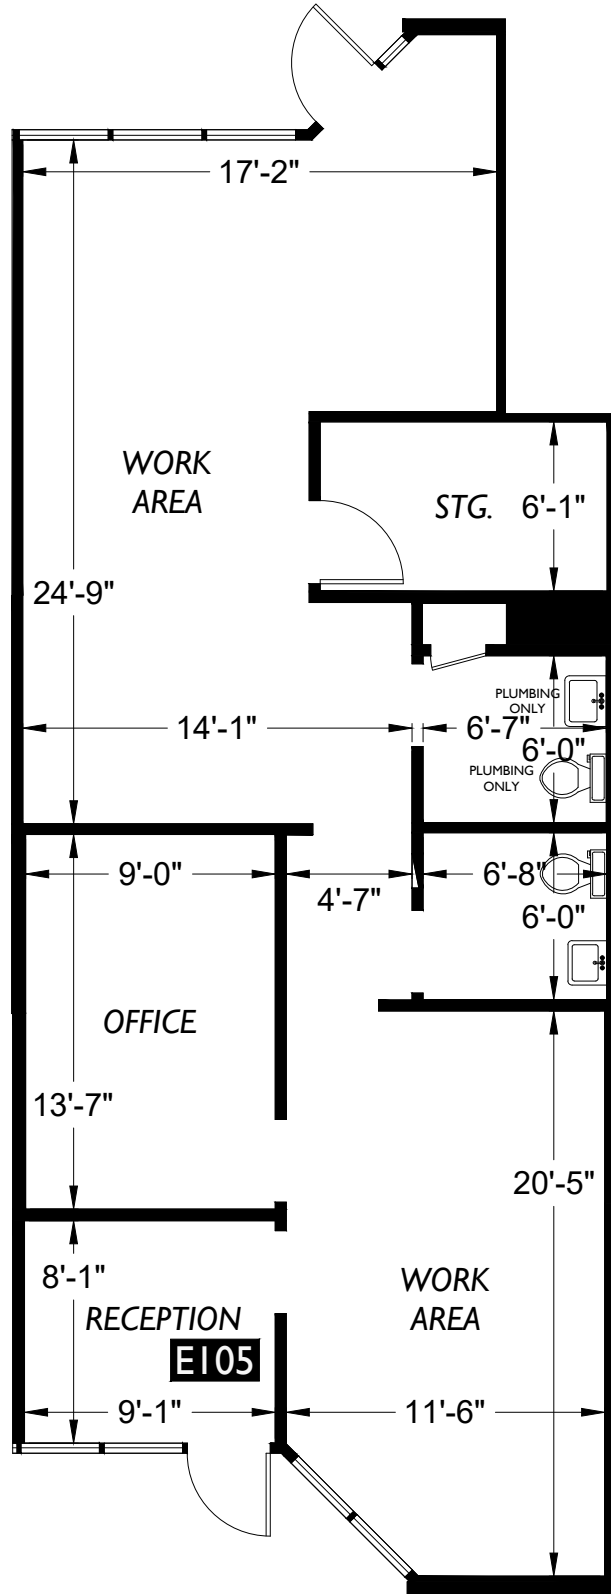 17'-2"
WORK
AREA
STG.
6'-1"
24'-9"
PLUMBING
ONLY
14'-1"
6'-7"
6'-0"
PLUMBING
ONLY
9'-0"
4'-7"
6'-8"
6'-0"
OFFICE
13'-7"
20'-5"
8'-1"
WORK
AREA
RECEPTION
E105
9'-1"
11'-6"